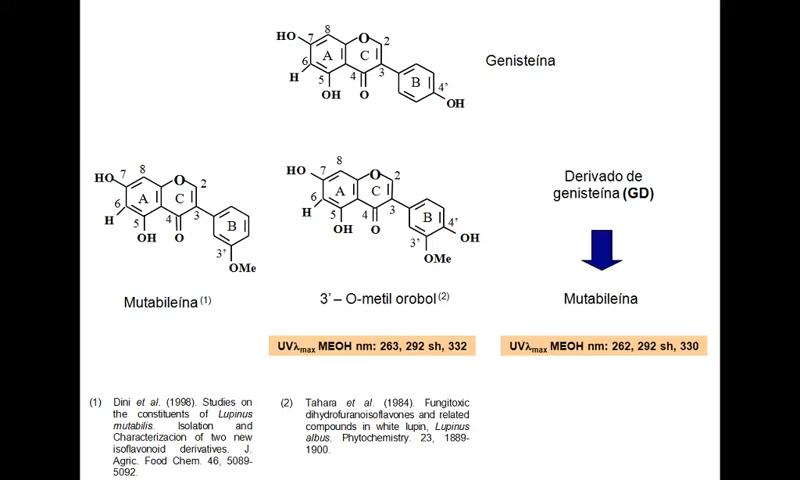 HO 7 8 O 2
A C
H 6 5 4 3 B
OH O 4'
OH
Genisteína
HO 7 8 O 2
A C
H 6 5 4 3 B
OH O 3'
OMe
HO 7 8 O 2
A C
H 6 5 4 3 B 4'
OH O 3' OH
OMe
Derivado de
genisteína (GD)
Mutabileína (1)
3' – O-metil orobol (2)
Mutabileína
UVλmax MEOH nm: 263, 292 sh, 332
UVλmax MEOH nm: 262, 292 sh, 330
(1) Dini et al. (1998). Studies on
the constituents of Lupinus
mutabilis. Isolation and
Characterizacion of two new
isoflavonoid derivatives. J.
Agric. Food Chem. 46, 5089-
5092.
(2) Tahara et al. (1984). Fungitoxic
dihydrofuranoisoflavones and related
compounds in white lupin, Lupinus
albus. Phytochemistry. 23, 1889-
1900.